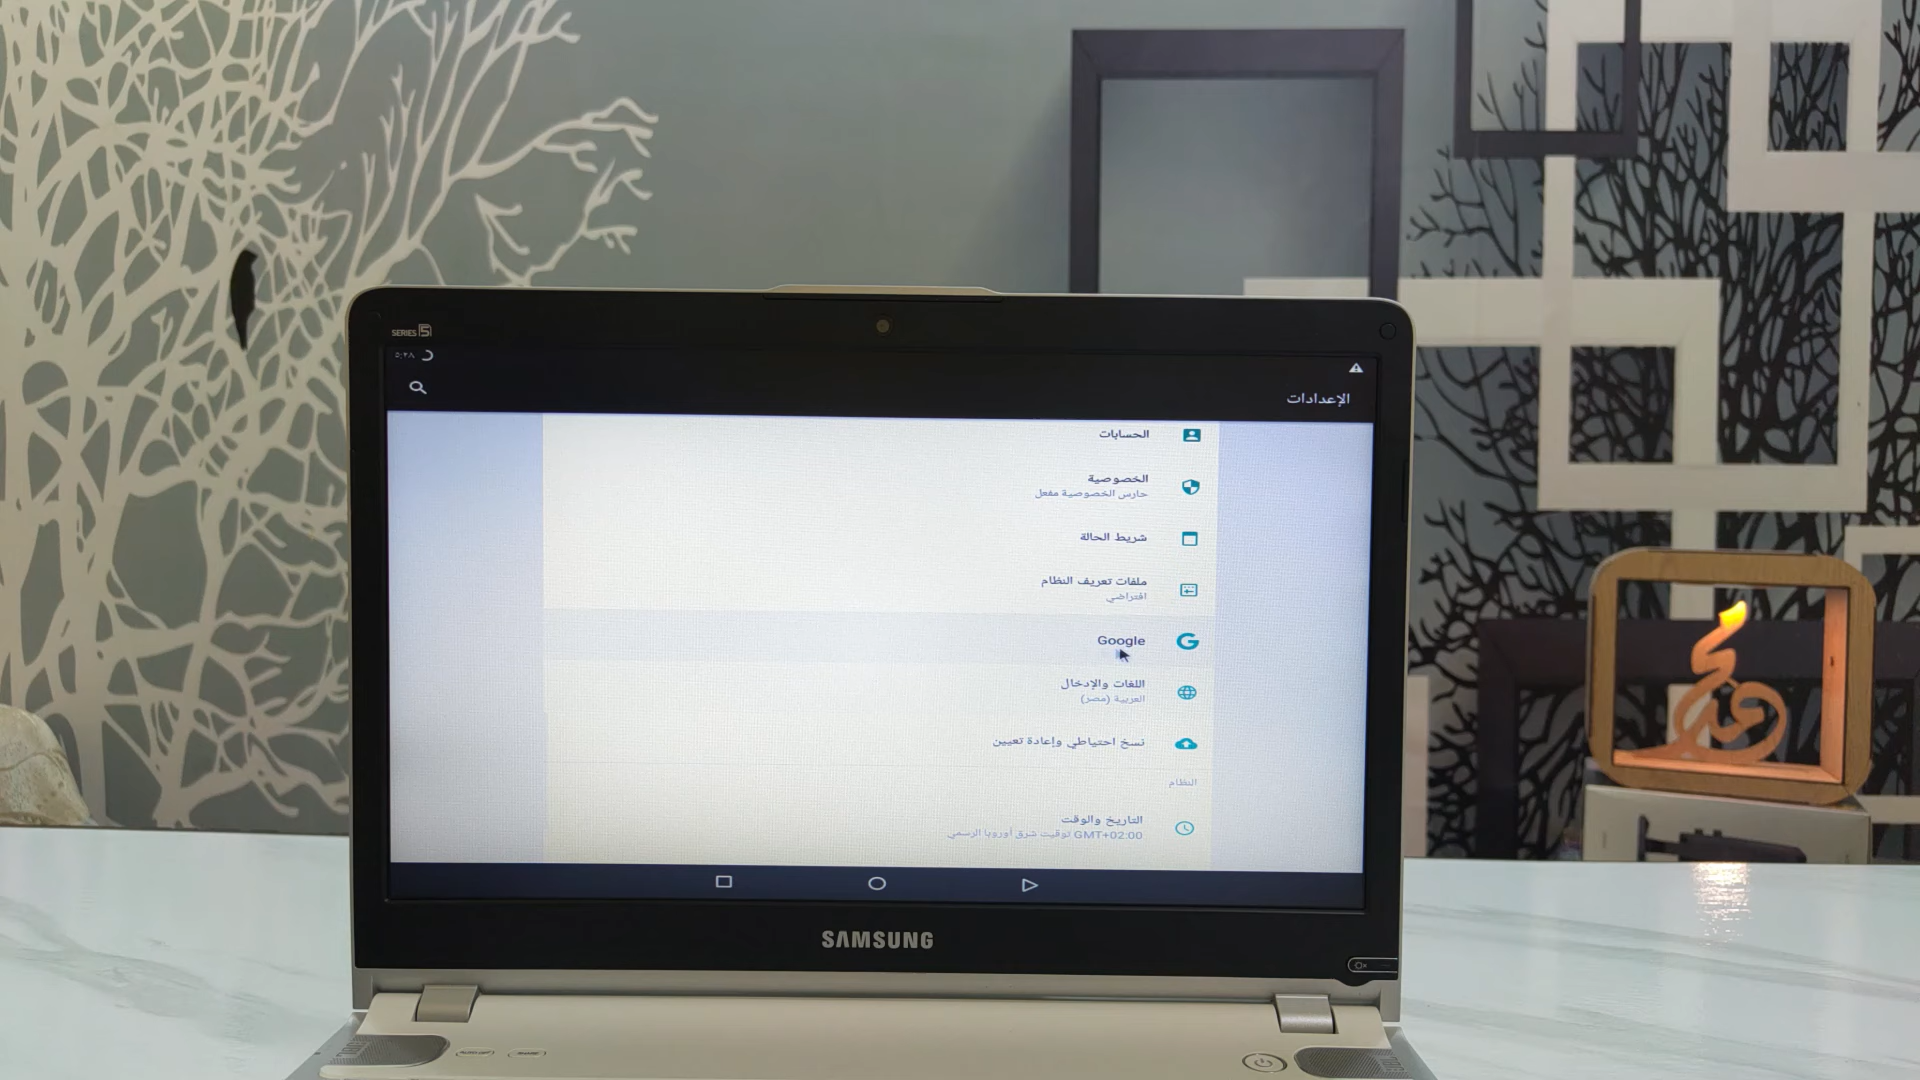 SERIES 5
٥:٢٨
الإعدادات
الحسابات
الخصوصية
حارس الخصوصية مفعل
شريط الحالة
ملفات تعريف النظام
افتراضي
Google
اللغات والإدخال
العربية (مصر)
نسخ احتياطي وإعادة تعيين
النظام
التاريخ والوقت
GMT+02:00 توقيت شرق أوروبا الرسمي
SAMSUNG